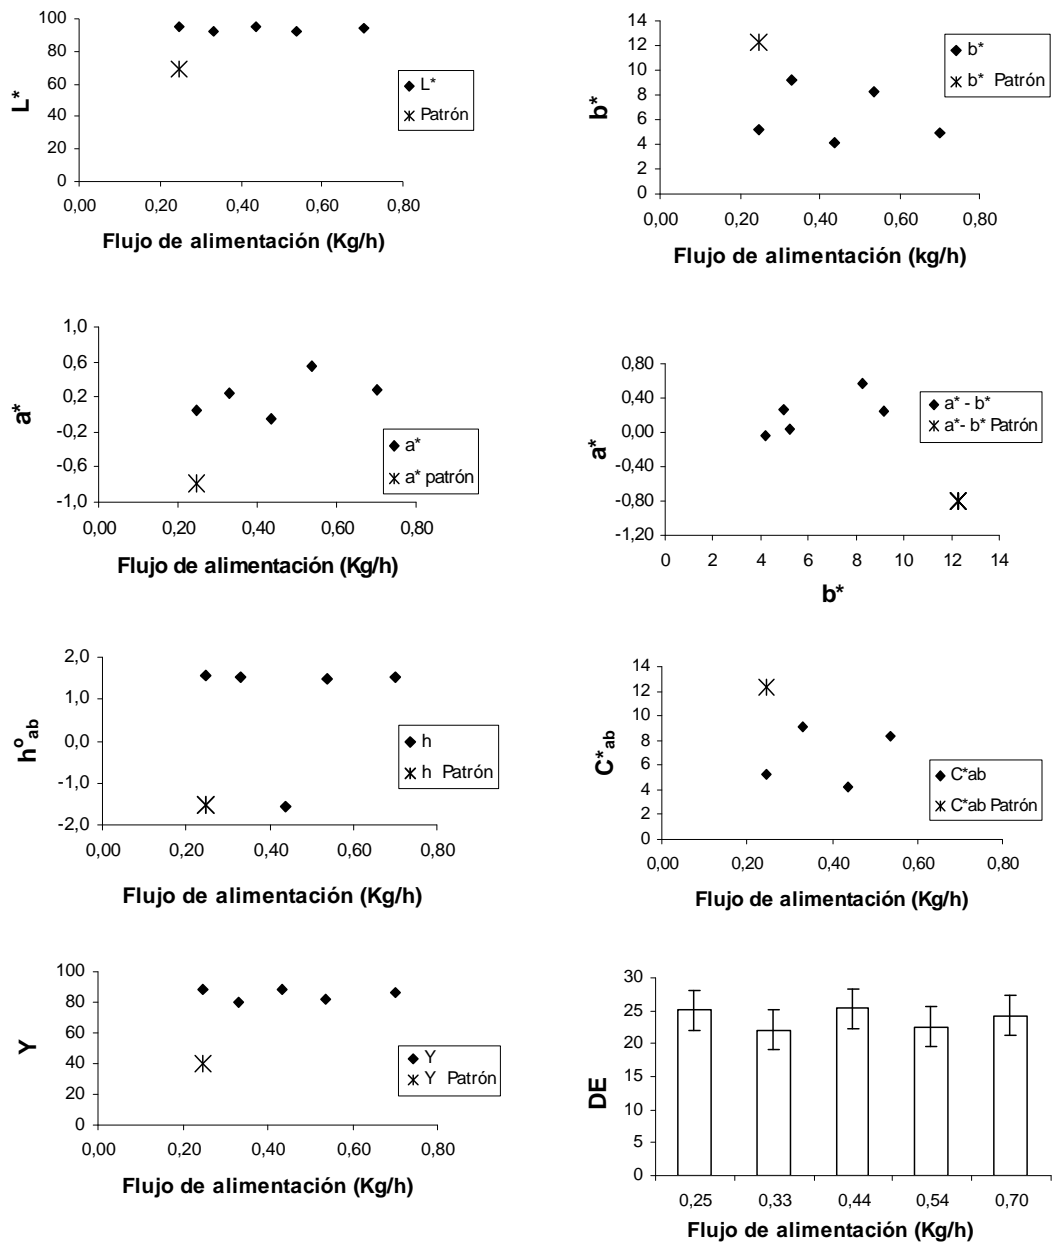 100
80
60
40
20
0
L*
0,00 0,20 0,40 0,60 0,80
Flujo de alimentación (Kg/h)
L*
Patrón
14
12
10
8
6
4
2
0
b*
0,00 0,20 0,40 0,60 0,80
Flujo de alimentación (kg/h)
b*
b* Patrón
1,0
0,6
0,2
-0,2
-0,6
-1,0
a*
0,00 0,20 0,40 0,60 0,80
Flujo de alimentación (Kg/h)
a*
a* patrón
0,80
0,40
0,00
-0,40
-0,80
-1,20
a*
0 2 4 6 8 10 12 14
b*
a* - b*
a*- b* Patrón
2,0
1,0
0,0
-1,0
-2,0
hºab
0,00 0,20 0,40 0,60 0,80
Flujo de alimentación (Kg/h)
h
h Patrón
14
12
10
8
6
4
2
0
C*ab
0,00 0,20 0,40 0,60 0,80
Flujo de alimentación (Kg/h)
C*ab
C*ab Patrón
100
80
60
40
20
0
Y
0,00 0,20 0,40 0,60 0,80
Flujo de alimentación (Kg/h)
Y
Y Patrón
30
25
20
15
10
5
0
DE
0,25 0,33 0,44 0,54 0,70
Flujo de alimentación (Kg/h)